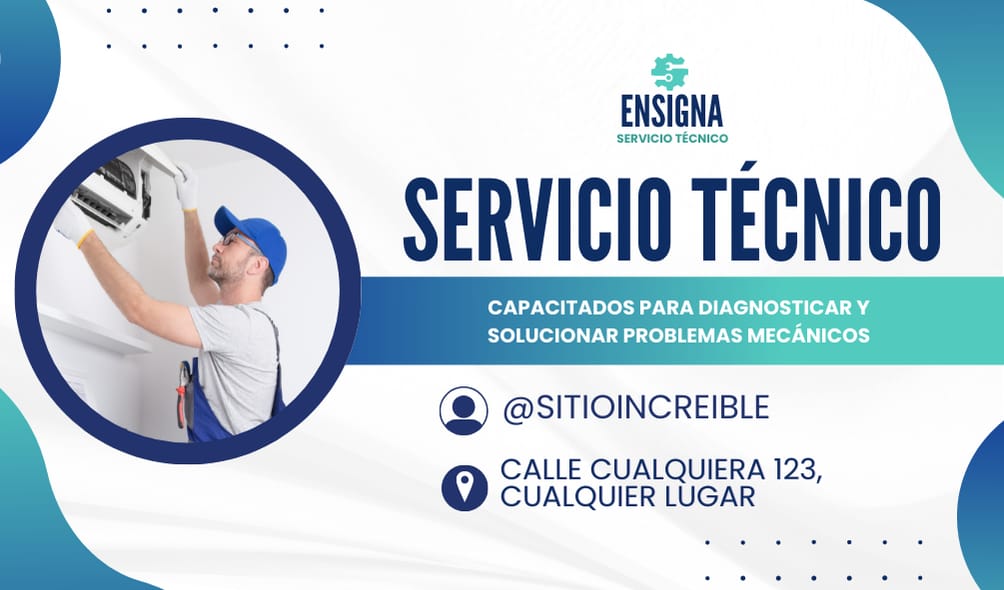 ENSIGNA
SERVICIO TÉCNICO
SERVICIO TÉCNICO
CAPACITADOS PARA DIAGNOSTICAR Y
SOLUCIONAR PROBLEMAS MECÁNICOS
@SITIOINCREIBLE
CALLE CUALQUIERA 123,
CUALQUIER LUGAR